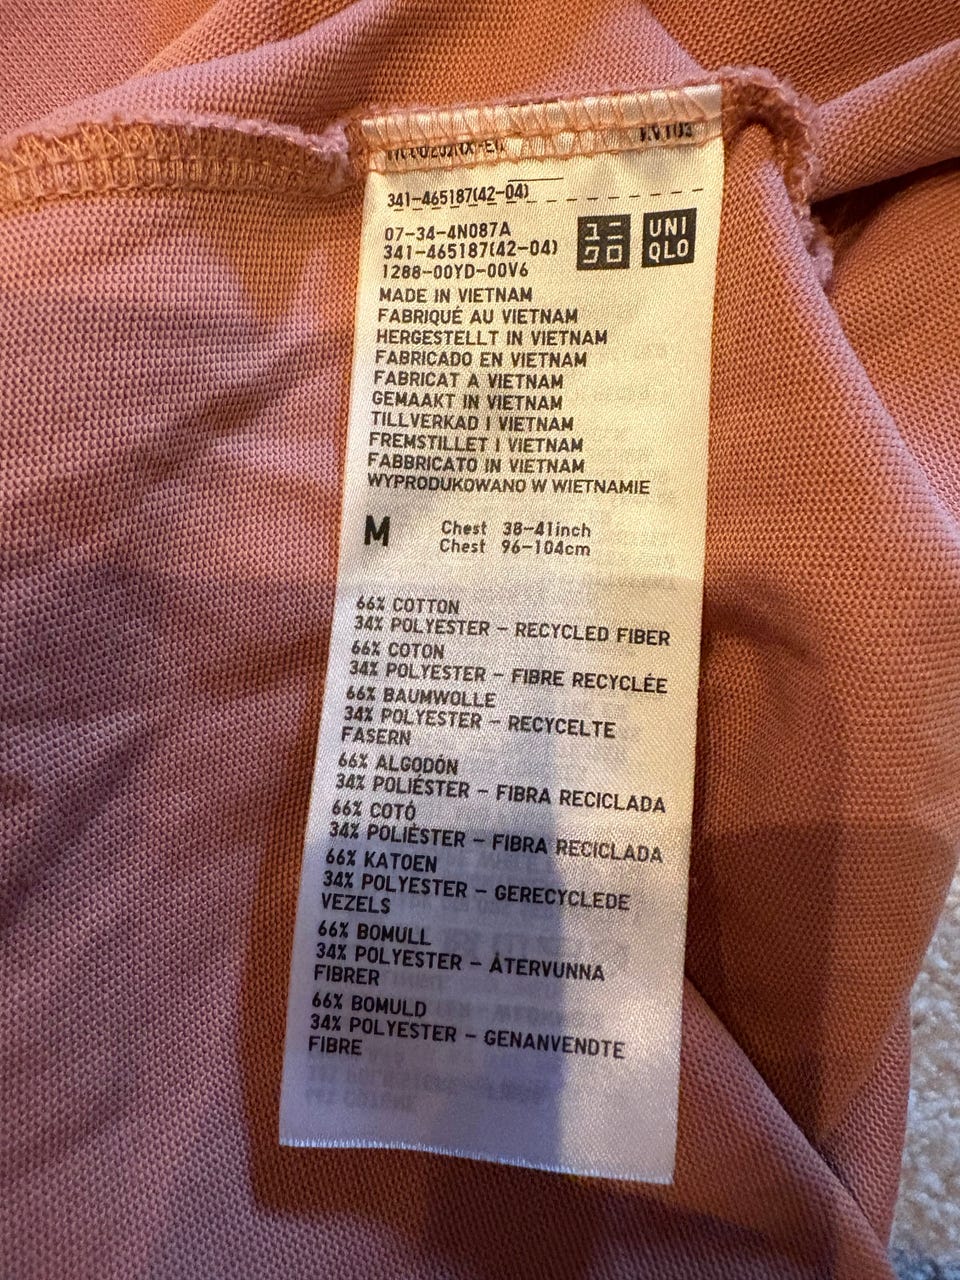 341-465187(42-04)
07-34-4N087A
341-465187(42-04)
1288-00YD-00V6
ユニ
クロ
UNI
QLO
MADE IN VIETNAM
FABRIQUÉ AU VIETNAM
HERGESTELLT IN VIETNAM
FABRICADO EN VIETNAM
FABRICAT A VIETNAM
GEMAAKT IN VIETNAM
TILLVERKAD I VIETNAM
FREMSTILLET I VIETNAM
FABBRICATO IN VIETNAM
WYPRODUKOWANO W WIETNAMIE
M
Chest 38-41inch
Chest 96-104cm
66% COTTON
34% POLYESTER - RECYCLED FIBER
66% COTON
34% POLYESTER - FIBRE RECYCLÉE
66% BAUMWOLLE
34% POLYESTER - RECYCELTE
FASERN
66% ALGODÓN
34% POLIÉSTER - FIBRA RECICLADA
66% COTÓ
34% POLIÈSTER - FIBRA RECICLADA
66% KATOEN
34% POLYESTER - GERECYCLEDE
VEZELS
66% BOMULL
34% POLYESTER - ÅTERVUNNA
FIBRER
66% BOMULD
34% POLYESTER - GENANVENDTE
FIBRE